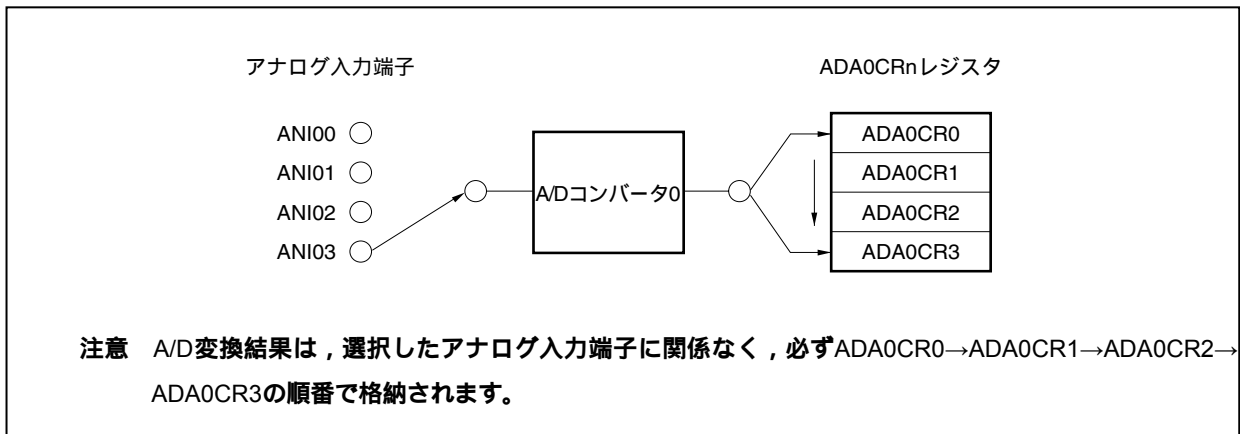 アナログ入力端子
ADA0CRnレジスタ
ANI00
ANI01
ANI02
ANI03
A/Dコンバータ0
ADA0CR0
ADA0CR1
ADA0CR2
ADA0CR3
注意 A/D変換結果は，選択したアナログ入力端子に関係なく，必ずADA0CR0→ADA0CR1→ADA0CR2→
ADA0CR3の順番で格納されます。